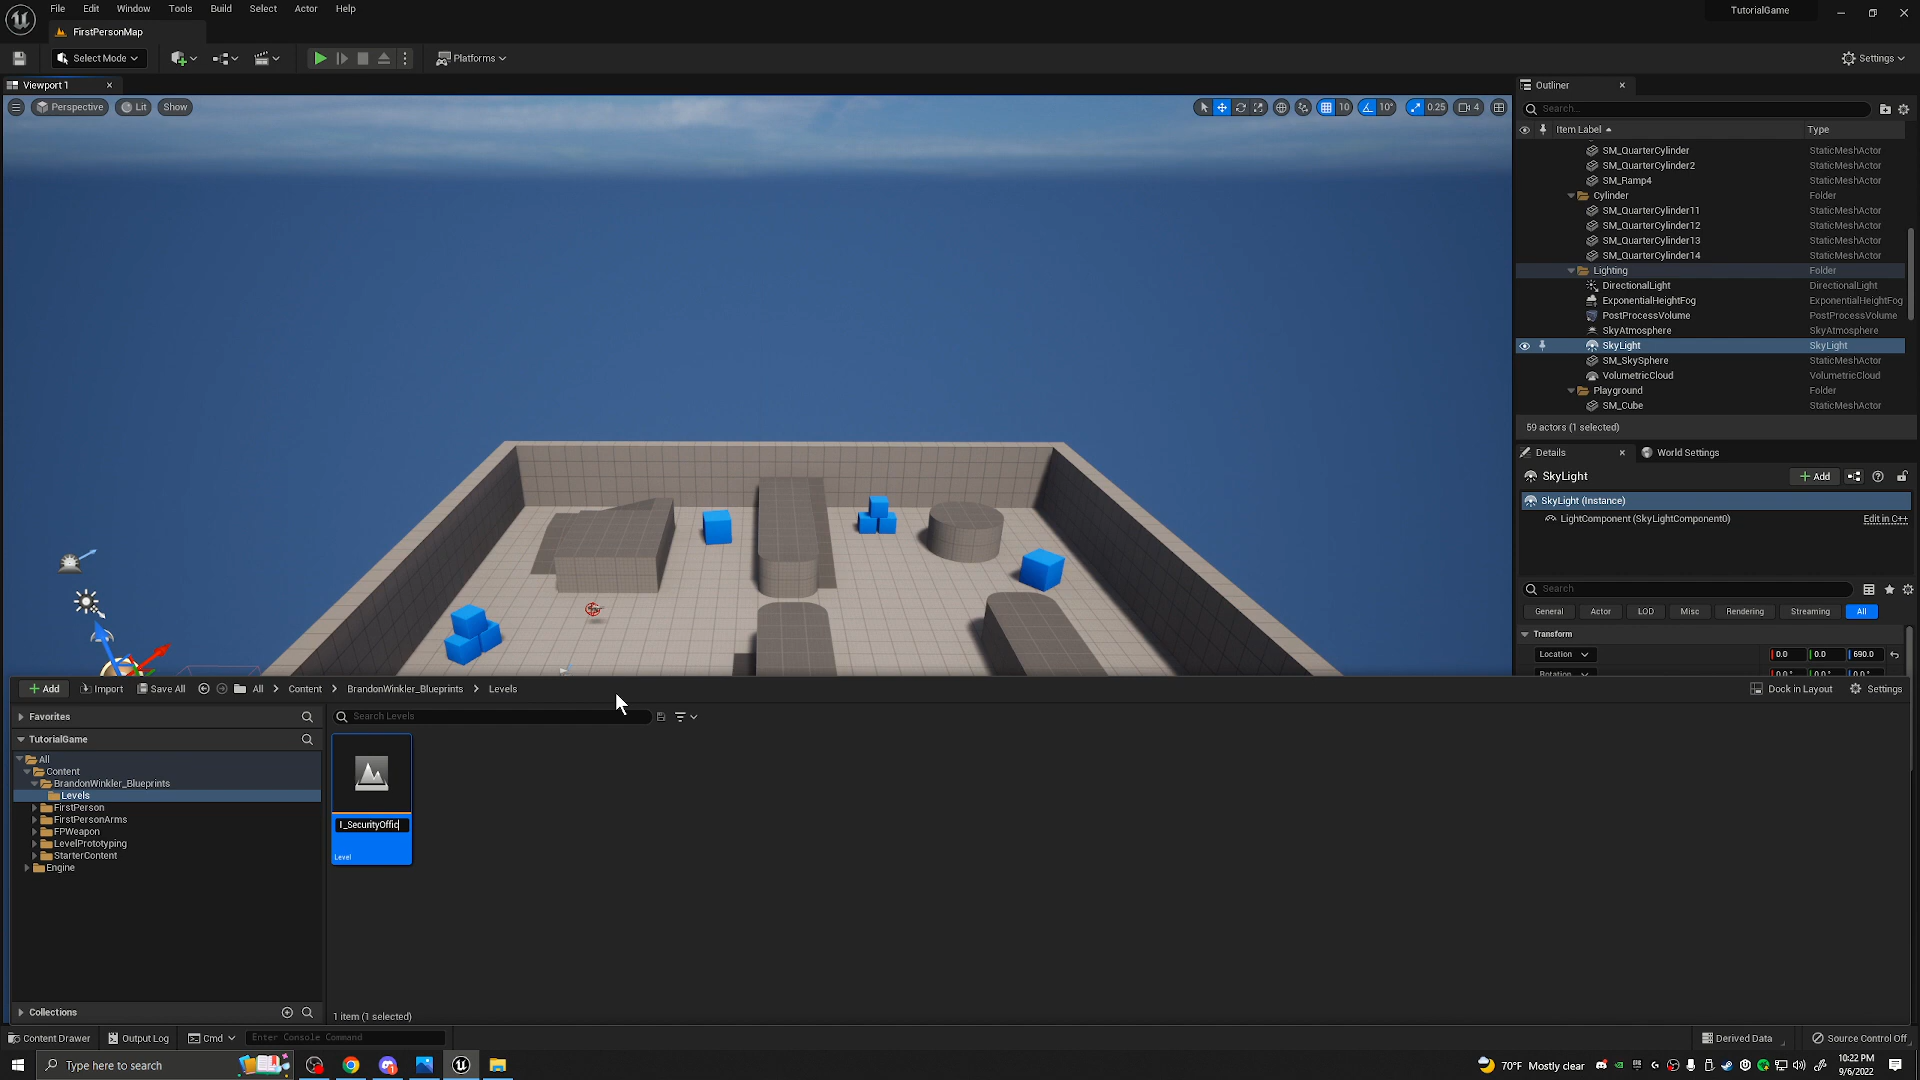 File Edit Window Tools Build Select Actor Help
TutorialGame
FirstPersonMap
Select Mode
Platforms
Settings
Viewport 1
Perspective Lit Show
10 10° 0.25 4
Outliner
Search...
Item Label Type
SM_QuarterCylinder StaticMeshActor
SM_QuarterCylinder2 StaticMeshActor
SM_Ramp4 StaticMeshActor
Cylinder Folder
SM_QuarterCylinder11 StaticMeshActor
SM_QuarterCylinder12 StaticMeshActor
SM_QuarterCylinder13 StaticMeshActor
SM_QuarterCylinder14 StaticMeshActor
Lighting Folder
DirectionalLight DirectionalLight
ExponentialHeightFog ExponentialHeightFog
PostProcessVolume PostProcessVolume
SkyAtmosphere SkyAtmosphere
SkyLight SkyLight
SM_SkySphere StaticMeshActor
VolumetricCloud VolumetricCloud
Playground Folder
SM_Cube StaticMeshActor
59 actors (1 selected)
Details World Settings
SkyLight
Add
SkyLight (Instance)
LightComponent (SkyLightComponent0) Edit in C++
Search
General Actor LOD Misc Rendering Streaming All
Transform
Location 0.0 0.0 690.0
Rotation 0.0° 0.0° 0.0°
Add Import Save All All Content BrandonWinkler_Blueprints Levels
Dock in Layout Settings
Favorites
Search Levels
TutorialGame
All
Content
BrandonWinkler_Blueprints
Levels
FirstPerson
FirstPersonArms
FPWeapon
LevelPrototyping
StarterContent
Engine
l_SecurityOffic
Level
Collections
1 item (1 selected)
Content Drawer Output Log Cmd Enter Console Command
Derived Data Source Control Off
Type here to search
70°F Mostly clear
10:22 PM
9/6/2022